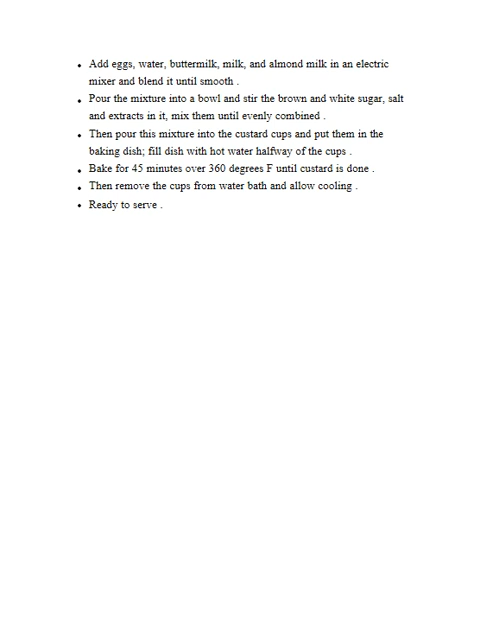 • Add eggs, water, buttermilk, milk, and almond milk in an electric
mixer and blend it until smooth .
• Pour the mixture into a bowl and stir the brown and white sugar, salt
and extracts in it, mix them until evenly combined .
• Then pour this mixture into the custard cups and put them in the
baking dish; fill dish with hot water halfway of the cups .
• Bake for 45 minutes over 360 degrees F until custard is done .
• Then remove the cups from water bath and allow cooling .
• Ready to serve .